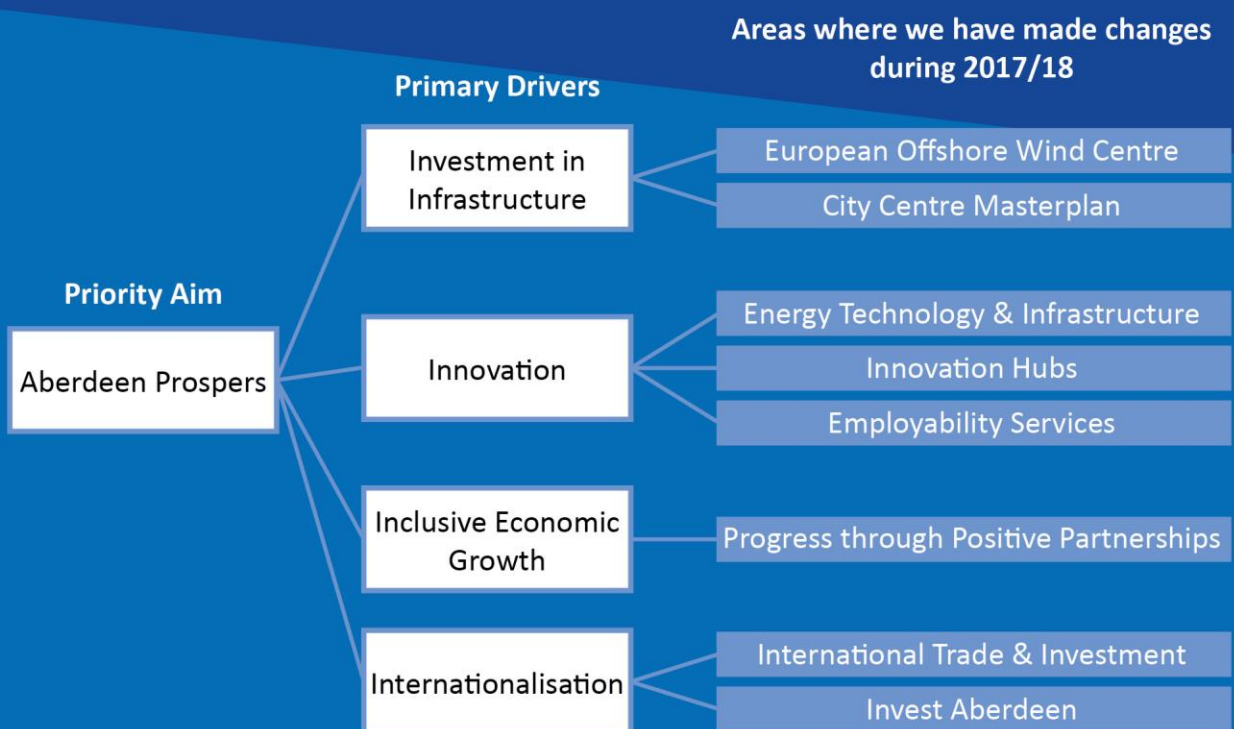 Areas where we have made changes
during 2017/18
Primary Drivers
Priority Aim
Aberdeen Prospers
Investment in
Infrastructure
European Offshore Wind Centre
City Centre Masterplan
Innovation
Energy Technology & Infrastructure
Innovation Hubs
Employability Services
Inclusive Economic
Growth
Progress through Positive Partnerships
Internationalisation
International Trade & Investment
Invest Aberdeen